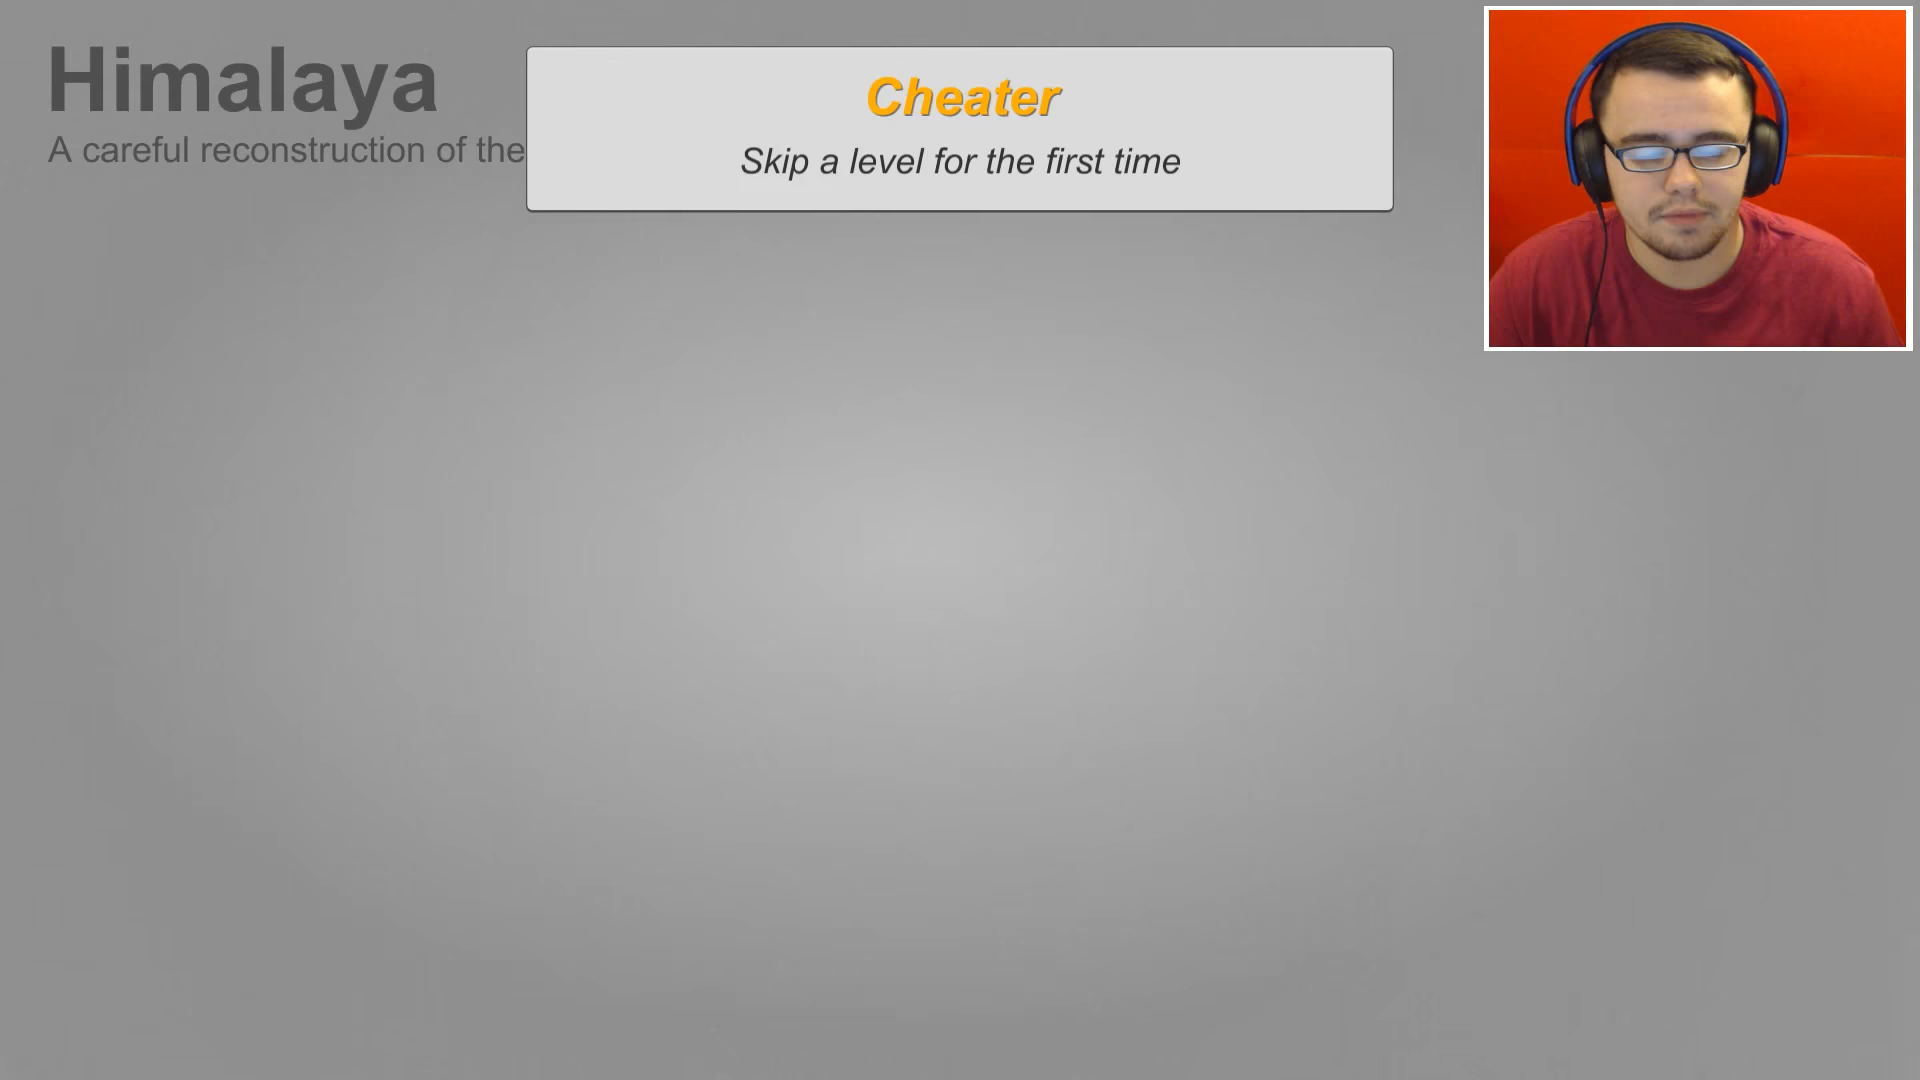 Himalaya
A careful reconstruction of the
Cheater
Skip a level for the first time